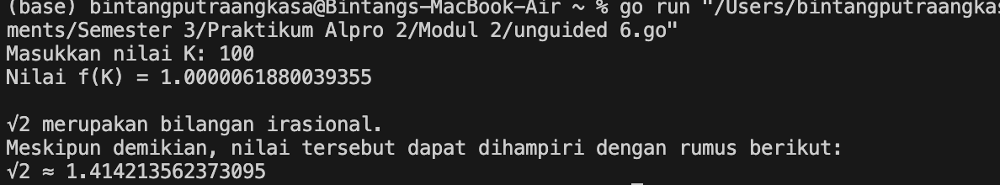 (base) bintangputraangkasa@Bintangs-MacBook-Air ~ % go run "/Users/bintangputraangkas
ments/Semester 3/Praktikum Alpro 2/Modul 2/unguided 6.go"
Masukkan nilai K: 100
Nilai f(K) = 1.0000061880039355
√2 merupakan bilangan irasional.
Meskipun demikian, nilai tersebut dapat dihampiri dengan rumus berikut:
√2 ≈ 1.414213562373095